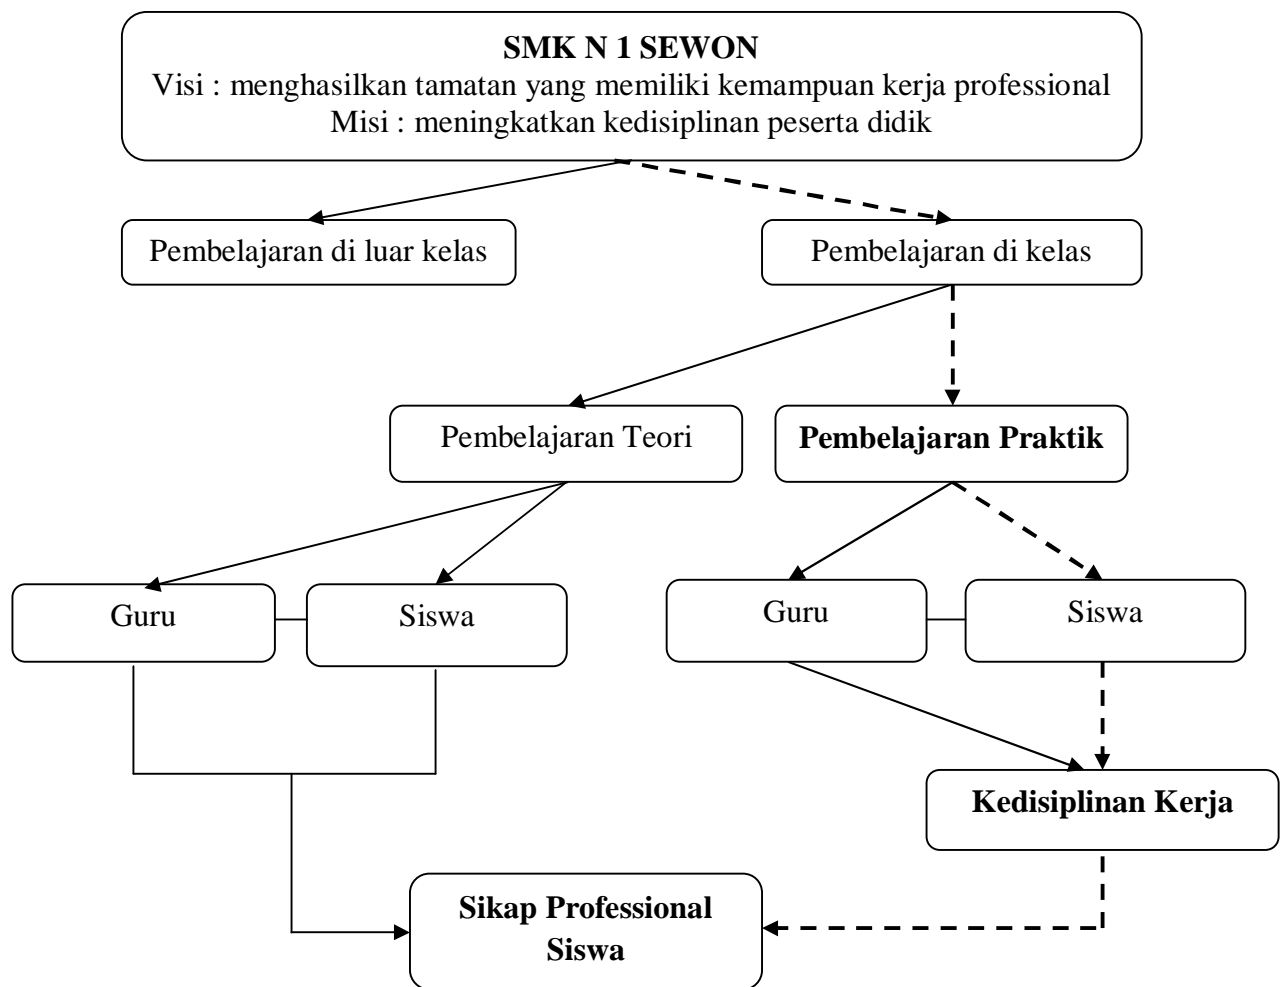 SMK N 1 SEWON
Visi : menghasilkan tamatan yang memiliki kemampuan kerja professional
Misi : meningkatkan kedisiplinan peserta didik
Pembelajaran di luar kelas
Pembelajaran di kelas
Pembelajaran Teori
Pembelajaran Praktik
Guru
Siswa
Guru
Siswa
Kedisiplinan Kerja
Sikap Professional
Siswa